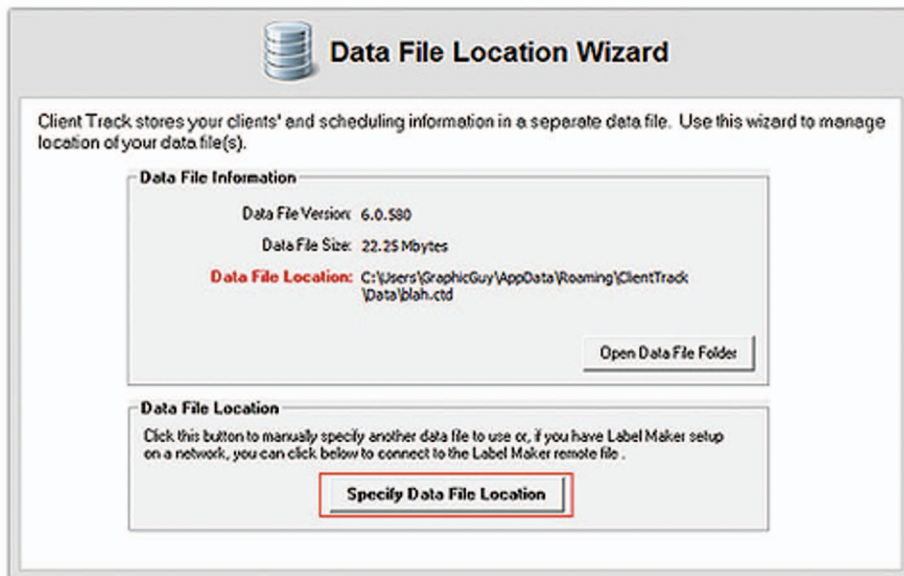 Data File Location Wizard
Client Track stores your clients' and scheduling information in a separate data file. Use this wizard to manage
location of your data file(s).
Data File Information
Data File Version: 6.0.580
Data File Size: 22.25 Mbytes
Data File Location: C:\Users\GraphicGuy\AppData\Roaming\ClientTrack
\Data\blah.ctd
Open Data File Folder
Data File Location
Click this button to manually specify another data file to use or, if you have Label Maker setup
on a network, you can click below to connect to the Label Maker remote file .
Specify Data File Location